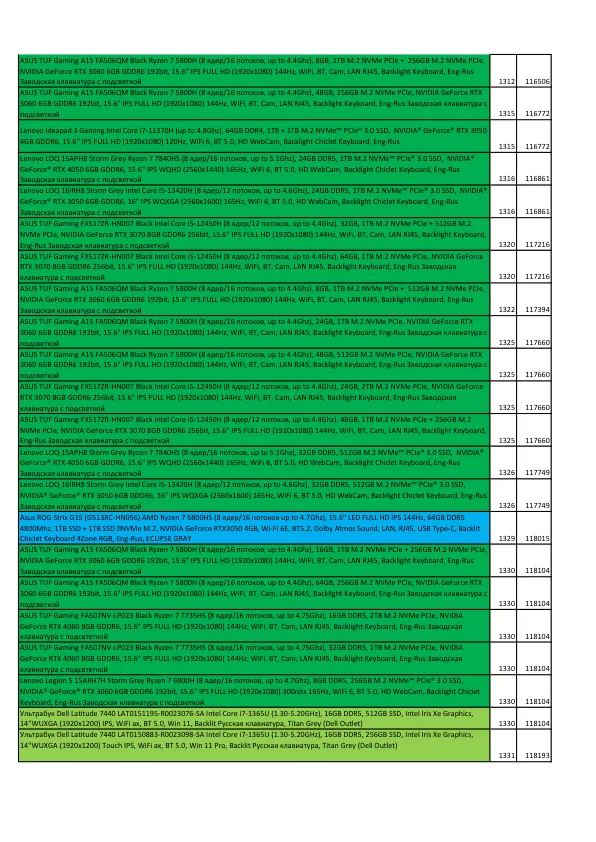 ASUS TUF Gaming A15 FA506QM Black Ryzen 7 5800H (8 ядер/16 потоков, up to 4.4Ghz), 8GB, 1TB M.2 NVMe PCIe +  256GB M.2 NVMe PCIe,
NVIDIA GeForce RTX 3060 6GB GDDR6 192bit, 15.6" IPS FULL HD (1920x1080) 144Hz, WiFi, BT, Cam, LAN RJ45, Backlight Keyboard, Eng-Rus
Заводская клавиатура с подсветкой 1312 116506
ASUS TUF Gaming A15 FA506QM Black Ryzen 7 5800H (8 ядер/16 потоков, up to 4.4Ghz), 48GB, 256GB M.2 NVMe PCIe, NVIDIA GeForce RTX
3060 6GB GDDR6 192bit, 15.6" IPS FULL HD (1920x1080) 144Hz, WiFi, BT, Cam, LAN RJ45, Backlight Keyboard, Eng-Rus Заводская клавиатура с
подсветкой 1315 116772
Lenovo Ideapad 3 Gaming Intel Core i7-11370H (up to 4.8Ghz), 64GB DDR4, 1TB + 1TB M.2 NVMe™ PCIe® 3.0 SSD,  NVIDIA® GeForce® RTX 3050
4GB GDDR6, 15.6" IPS FULL HD (1920x1080) 120Hz, WiFi 6, BT 5.0, HD WebCam, Backlight Chiclet Keyboard, Eng-Rus
1315 116772
Lenovo LOQ 15APH8 Storm Grey Ryzen 7 7840HS (8 ядер/16 потоков, up to 5.1Ghz), 24GB DDR5, 1TB M.2 NVMe™ PCIe® 3.0 SSD,  NVIDIA®
GeForce® RTX 4050 6GB GDDR6, 15.6" IPS WQHD (2560x1440) 165Hz, WiFi 6, BT 5.0, HD WebCam, Backlight Chiclet Keyboard, Eng-Rus
Заводская клавиатура с подсветкой 1316 116861
Lenovo LOQ 16IRH8 Storm Grey Intel Core i5-13420H (8 ядер/12 потоков, up to 4.6Ghz), 24GB DDR5, 1TB M.2 NVMe™ PCIe® 3.0 SSD,  NVIDIA®
GeForce® RTX 3050 6GB GDDR6, 16" IPS WQXGA (2560x1600) 165Hz, WiFi 6, BT 5.0, HD WebCam, Backlight Chiclet Keyboard, Eng-Rus
Заводская клавиатура с подсветкой 1316 116861
ASUS TUF Gaming FX517ZR-HN007 Black Intel Core i5-12450H (8 ядер/12 потоков, up to 4.4Ghz), 32GB, 1TB M.2 NVMe PCIe + 512GB M.2
NVMe PCIe, NVIDIA GeForce RTX 3070 8GB GDDR6 256bit, 15.6" IPS FULL HD (1920x1080) 144Hz, WiFi, BT, Cam, LAN RJ45, Backlight Keyboard,
Eng-Rus Заводская клавиатура с подсветкой 1320 117216
ASUS TUF Gaming FX517ZR-HN007 Black Intel Core i5-12450H (8 ядер/12 потоков, up to 4.4Ghz), 64GB, 1TB M.2 NVMe PCIe, NVIDIA GeForce
RTX 3070 8GB GDDR6 256bit, 15.6" IPS FULL HD (1920x1080) 144Hz, WiFi, BT, Cam, LAN RJ45, Backlight Keyboard, Eng-Rus Заводская
клавиатура с подсветкой 1320 117216
ASUS TUF Gaming A15 FA506QM Black Ryzen 7 5800H (8 ядер/16 потоков, up to 4.4Ghz), 8GB, 1TB M.2 NVMe PCIe +  512GB M.2 NVMe PCIe,
NVIDIA GeForce RTX 3060 6GB GDDR6 192bit, 15.6" IPS FULL HD (1920x1080) 144Hz, WiFi, BT, Cam, LAN RJ45, Backlight Keyboard, Eng-Rus
Заводская клавиатура с подсветкой 1322 117394
ASUS TUF Gaming A15 FA506QM Black Ryzen 7 5800H (8 ядер/16 потоков, up to 4.4Ghz), 24GB, 1TB M.2 NVMe PCIe, NVIDIA GeForce RTX
3060 6GB GDDR6 192bit, 15.6" IPS FULL HD (1920x1080) 144Hz, WiFi, BT, Cam, LAN RJ45, Backlight Keyboard, Eng-Rus Заводская клавиатура с
подсветкой 1325 117660
ASUS TUF Gaming A15 FA506QM Black Ryzen 7 5800H (8 ядер/16 потоков, up to 4.4Ghz), 48GB, 512GB M.2 NVMe PCIe, NVIDIA GeForce RTX
3060 6GB GDDR6 192bit, 15.6" IPS FULL HD (1920x1080) 144Hz, WiFi, BT, Cam, LAN RJ45, Backlight Keyboard, Eng-Rus Заводская клавиатура с
подсветкой 1325 117660
ASUS TUF Gaming FX517ZR-HN007 Black Intel Core i5-12450H (8 ядер/12 потоков, up to 4.4Ghz), 24GB, 2TB M.2 NVMe PCIe, NVIDIA GeForce
RTX 3070 8GB GDDR6 256bit, 15.6" IPS FULL HD (1920x1080) 144Hz, WiFi, BT, Cam, LAN RJ45, Backlight Keyboard, Eng-Rus Заводская
клавиатура с подсветкой 1325 117660
ASUS TUF Gaming FX517ZR-HN007 Black Intel Core i5-12450H (8 ядер/12 потоков, up to 4.4Ghz), 48GB, 1TB M.2 NVMe PCIe + 256GB M.2
NVMe PCIe, NVIDIA GeForce RTX 3070 8GB GDDR6 256bit, 15.6" IPS FULL HD (1920x1080) 144Hz, WiFi, BT, Cam, LAN RJ45, Backlight Keyboard,
Eng-Rus Заводская клавиатура с подсветкой 1325 117660
Lenovo LOQ 15APH8 Storm Grey Ryzen 7 7840HS (8 ядер/16 потоков, up to 5.1Ghz), 32GB DDR5, 512GB M.2 NVMe™ PCIe® 3.0 SSD,  NVIDIA®
GeForce® RTX 4050 6GB GDDR6, 15.6" IPS WQHD (2560x1440) 165Hz, WiFi 6, BT 5.0, HD WebCam, Backlight Chiclet Keyboard, Eng-Rus
Заводская клавиатура с подсветкой 1326 117749
Lenovo LOQ 16IRH8 Storm Grey Intel Core i5-13420H (8 ядер/12 потоков, up to 4.6Ghz), 32GB DDR5, 512GB M.2 NVMe™ PCIe® 3.0 SSD,
NVIDIA® GeForce® RTX 3050 6GB GDDR6, 16" IPS WQXGA (2560x1600) 165Hz, WiFi 6, BT 5.0, HD WebCam, Backlight Chiclet Keyboard, Eng-Rus
Заводская клавиатура с подсветкой 1326 117749
Asus ROG Strix G15 (G513RC-HN056) AMD Ryzen 7 6800HS (8 ядер/16 потоков up to 4.7Ghz), 15.6" LED FULL HD IPS 144Hz, 64GB DDR5
4800Mhz, 1TB SSD + 1TB SSD 3NVMe M.2, NVIDIA GeForce RTX3050 4GB, Wi-Fi 6E, BT5.2, Dolby Atmos Sound, LAN, RJ45, USB Type-C, Backlit
Chiclet Keyboard 4Zone RGB, Eng-Rus, ECLIPSE GRAY 1329 118015
ASUS TUF Gaming A15 FA506QM Black Ryzen 7 5800H (8 ядер/16 потоков, up to 4.4Ghz), 16GB, 1TB M.2 NVMe PCIe + 256GB M.2 NVMe PCIe,
NVIDIA GeForce RTX 3060 6GB GDDR6 192bit, 15.6" IPS FULL HD (1920x1080) 144Hz, WiFi, BT, Cam, LAN RJ45, Backlight Keyboard, Eng-Rus
Заводская клавиатура с подсветкой 1330 118104
ASUS TUF Gaming A15 FA506QM Black Ryzen 7 5800H (8 ядер/16 потоков, up to 4.4Ghz), 64GB, 256GB M.2 NVMe PCIe, NVIDIA GeForce RTX
3060 6GB GDDR6 192bit, 15.6" IPS FULL HD (1920x1080) 144Hz, WiFi, BT, Cam, LAN RJ45, Backlight Keyboard, Eng-Rus Заводская клавиатура с
подсветкой 1330 118104
ASUS TUF Gaming FA507NV-LP023 Black Ryzen 7 7735HS (8 ядер/16 потоков, up to 4.75Ghz), 16GB DDR5, 2TB M.2 NVMe PCIe, NVIDIA
GeForce RTX 4060 8GB GDDR6, 15.6" IPS FULL HD (1920x1080) 144Hz, WiFi, BT, Cam, LAN RJ45, Backlight Keyboard, Eng-Rus Заводская
клавиатура с подсветяткой 1330 118104
ASUS TUF Gaming FA507NV-LP023 Black Ryzen 7 7735HS (8 ядер/16 потоков, up to 4.75Ghz), 32GB DDR5, 1TB M.2 NVMe PCIe, NVIDIA
GeForce RTX 4060 8GB GDDR6, 15.6" IPS FULL HD (1920x1080) 144Hz, WiFi, BT, Cam, LAN RJ45, Backlight Keyboard, Eng-Rus Заводская
клавиатура с подсветяткой 1330 118104
Lenovo Legion 5 15ARH7H Storm Grey Ryzen 7 6800H (8 ядер/16 потоков, up to 4.7Ghz), 8GB DDR5, 256GB M.2 NVMe™ PCIe® 3.0 SSD,
NVIDIA® GeForce® RTX 3060 6GB GDDR6 192bit, 15.6" IPS FULL HD (1920x1080) 300nits 165Hz, WiFi 6, BT 5.0, HD WebCam, Backlight Chiclet
Keyboard, Eng-Rus Заводская клавиатура с подсветкой 1330 118104
Ультрабук Dell Latitude 7440 LAT0151195-R0023076-SA Intel Core i7-1365U (1.30-5.20GHz), 16GB DDR5, 512GB SSD, Intel Iris Xe Graphics,
14"WUXGA (1920x1200) IPS, WiFi ax, BT 5.0, Win 11, Backlit Русская клавиатура, Titan Grey (Dell Outlet) 1330 118104
Ультрабук Dell Latitude 7440 LAT0150883-R0023098-SA Intel Core i7-1365U (1.30-5.20GHz), 16GB DDR5, 256GB SSD, Intel Iris Xe Graphics,
14"WUXGA (1920x1200) Touch IPS, WiFi ax, BT 5.0, Win 11 Pro, Backlit Русская клавиатура, Titan Grey (Dell Outlet)
1331 118193